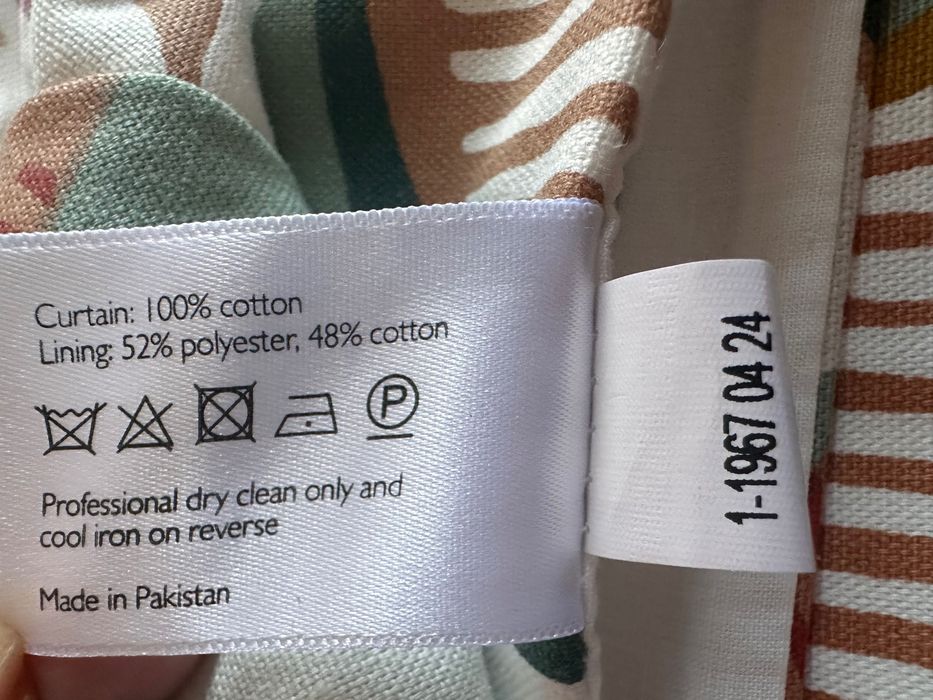 Curtain: 100% cotton
Lining: 52% polyester, 48% cotton
P
Professional dry clean only and
cool iron on reverse
Made in Pakistan
1-1967 04 24